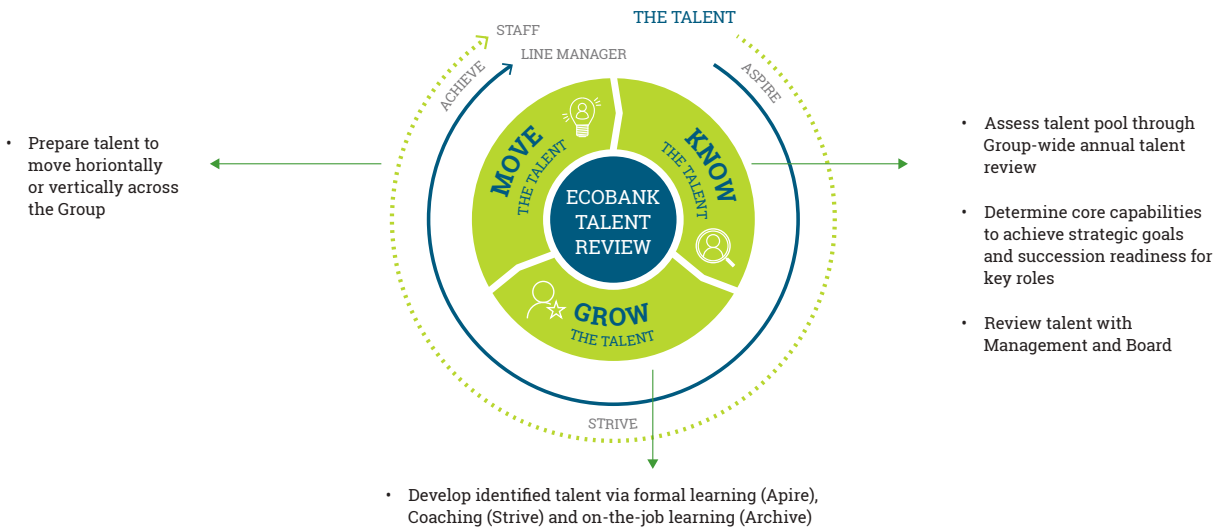 THE TALENT
STAFF
LINE MANAGER
ACHIEVE
ASPIRE
STRIVE
MOVE
THE TALENT
KNOW
THE TALENT
GROW
THE TALENT
ECOBANK
TALENT
REVIEW
• Prepare talent to
move horiontally
or vertically across
the Group
• Assess talent pool through
Group-wide annual talent
review
• Determine core capabilities
to achieve strategic goals
and succession readiness for
key roles
• Review talent with
Management and Board
• Develop identified talent via formal learning (Apire),
Coaching (Strive) and on-the-job learning (Archive)